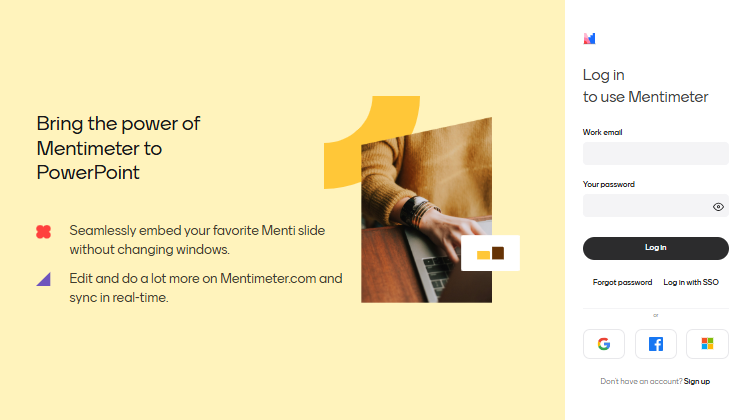 Bring the power of
Mentimeter to
PowerPoint
Seamlessly embed your favorite Menti slide
without changing windows.
Edit and do a lot more on Mentimeter.com and
sync in real-time.
Log in
to use Mentimeter
Work email
Your password
Log in
Forgot password Log in with SSO
or
Don't have an account? Sign up